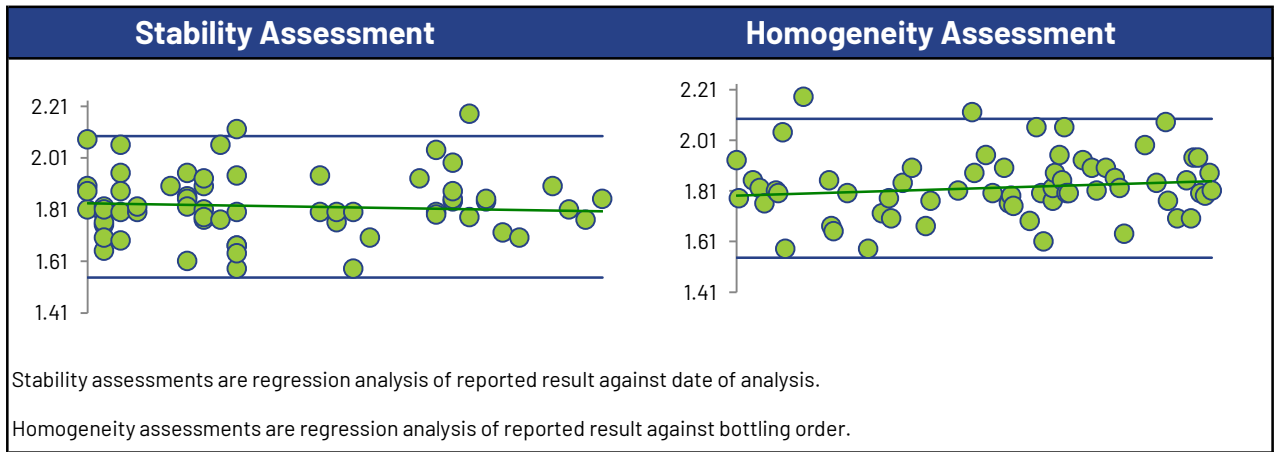 Stability Assessment
Homogeneity Assessment
2.21
2.01
1.81
1.61
1.41
2.21
2.01
1.81
1.61
1.41
Stability assessments are regression analysis of reported result against date of analysis.
Homogeneity assessments are regression analysis of reported result against bottling order.